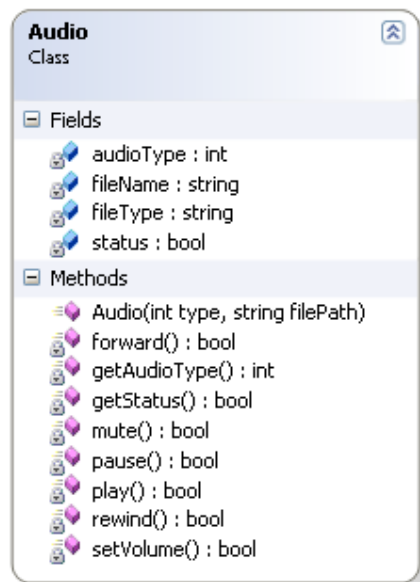 Audio
Class
Fields
audioType : int
fileName : string
fileType : string
status : bool
Methods
Audio(int type, string filePath)
forward() : bool
getAudioType() : int
getStatus() : bool
mute() : bool
pause() : bool
play() : bool
rewind() : bool
setVolume() : bool